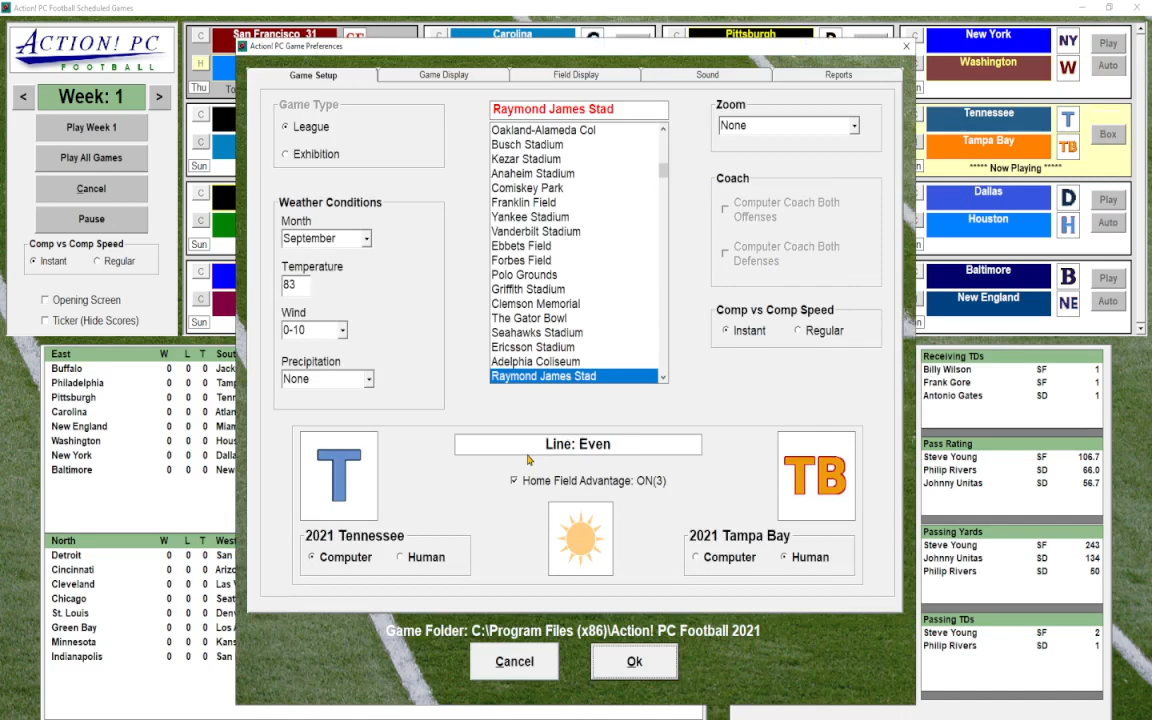 Action! PC Football Scheduled Games
ACTION! PC
FOOTBALL
< Week: 1 >
Play Week 1
Play All Games
Cancel
Pause
Comp vs Comp Speed
Instant Regular
Opening Screen
Ticker (Hide Scores)
C San Francisco 31
H
Thu
C Carolina
C Pittsburgh
New York NY Play
Washington W Auto
C
C
Sun
Tennessee T
Tampa Bay TB Box
***** Now Playing *****
C
C
Sun
Dallas D Play
Houston H Auto
C
C
Sun
Baltimore B Play
New England NE Auto
Action! PC Game Preferences
Game Setup Game Display Field Display Sound Reports
Game Type
League
Exhibition
Weather Conditions
Month
September
Temperature
83
Wind
0-10
Precipitation
None
Raymond James Stad
Oakland-Alameda Col
Busch Stadium
Kezar Stadium
Anaheim Stadium
Comiskey Park
Franklin Field
Yankee Stadium
Vanderbilt Stadium
Ebbets Field
Forbes Field
Polo Grounds
Griffith Stadium
Clemson Memorial
The Gator Bowl
Seahawks Stadium
Ericsson Stadium
Adelphia Coliseum
Raymond James Stad
Zoom
None
Coach
Computer Coach Both
Offenses
Computer Coach Both
Defenses
Comp vs Comp Speed
Instant Regular
T
Line: Even
Home Field Advantage: ON(3)
TB
2021 Tennessee
Computer Human
2021 Tampa Bay
Computer Human
Game Folder: C:\Program Files (x86)\Action! PC Football 2021
Cancel Ok
East W L T
Buffalo 0 0 0
Philadelphia 0 0 0
Pittsburgh 0 0 0
Carolina 0 0 0
New England 0 0 0
Washington 0 0 0
New York 0 0 0
Baltimore 0 0 0
North W L T
Detroit 0 0 0
Cincinnati 0 0 0
Cleveland 0 0 0
Chicago 0 0 0
St. Louis 0 0 0
Green Bay 0 0 0
Minnesota 0 0 0
Indianapolis 0 0 0
Receiving TDs
Billy Wilson SF 1
Frank Gore SF 1
Antonio Gates SD 1
Pass Rating
Steve Young SF 106.7
Philip Rivers SD 66.0
Johnny Unitas SD 56.7
Passing Yards
Steve Young SF 243
Johnny Unitas SD 134
Philip Rivers SD 50
Passing TDs
Steve Young SF 2
Philip Rivers SD 1